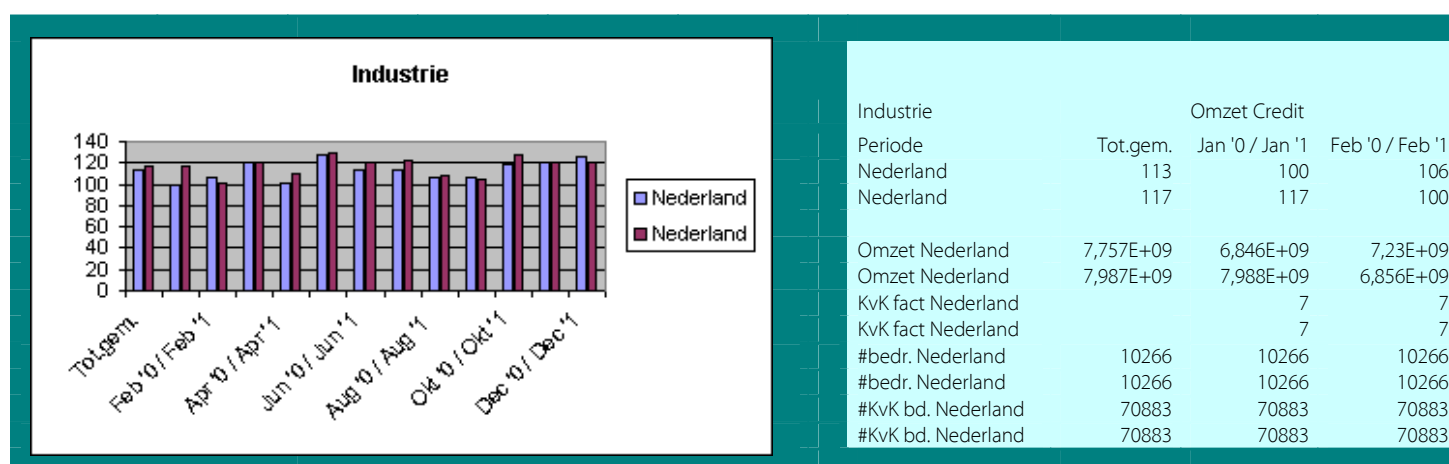 Industrie
140
120
100
80
60
40
20
0
Tot.gem.
Feb '0 / Feb '1
Apr '0 / Apr '1
Jun '0 / Jun '1
Aug '0 / Aug '1
Okt '0 / Okt '1
Dec '0 / Dec '1
Nederland
Nederland
Industrie Omzet Credit
Periode Tot.gem. Jan '0 / Jan '1 Feb '0 / Feb '1
Nederland 113 100 106
Nederland 117 117 100
Omzet Nederland 7,757E+09 6,846E+09 7,23E+09
Omzet Nederland 7,987E+09 7,988E+09 6,856E+09
KvK fact Nederland 7 7
KvK fact Nederland 7 7
#bedr. Nederland 10266 10266 10266
#bedr. Nederland 10266 10266 10266
#KvK bd. Nederland 70883 70883 70883
#KvK bd. Nederland 70883 70883 70883